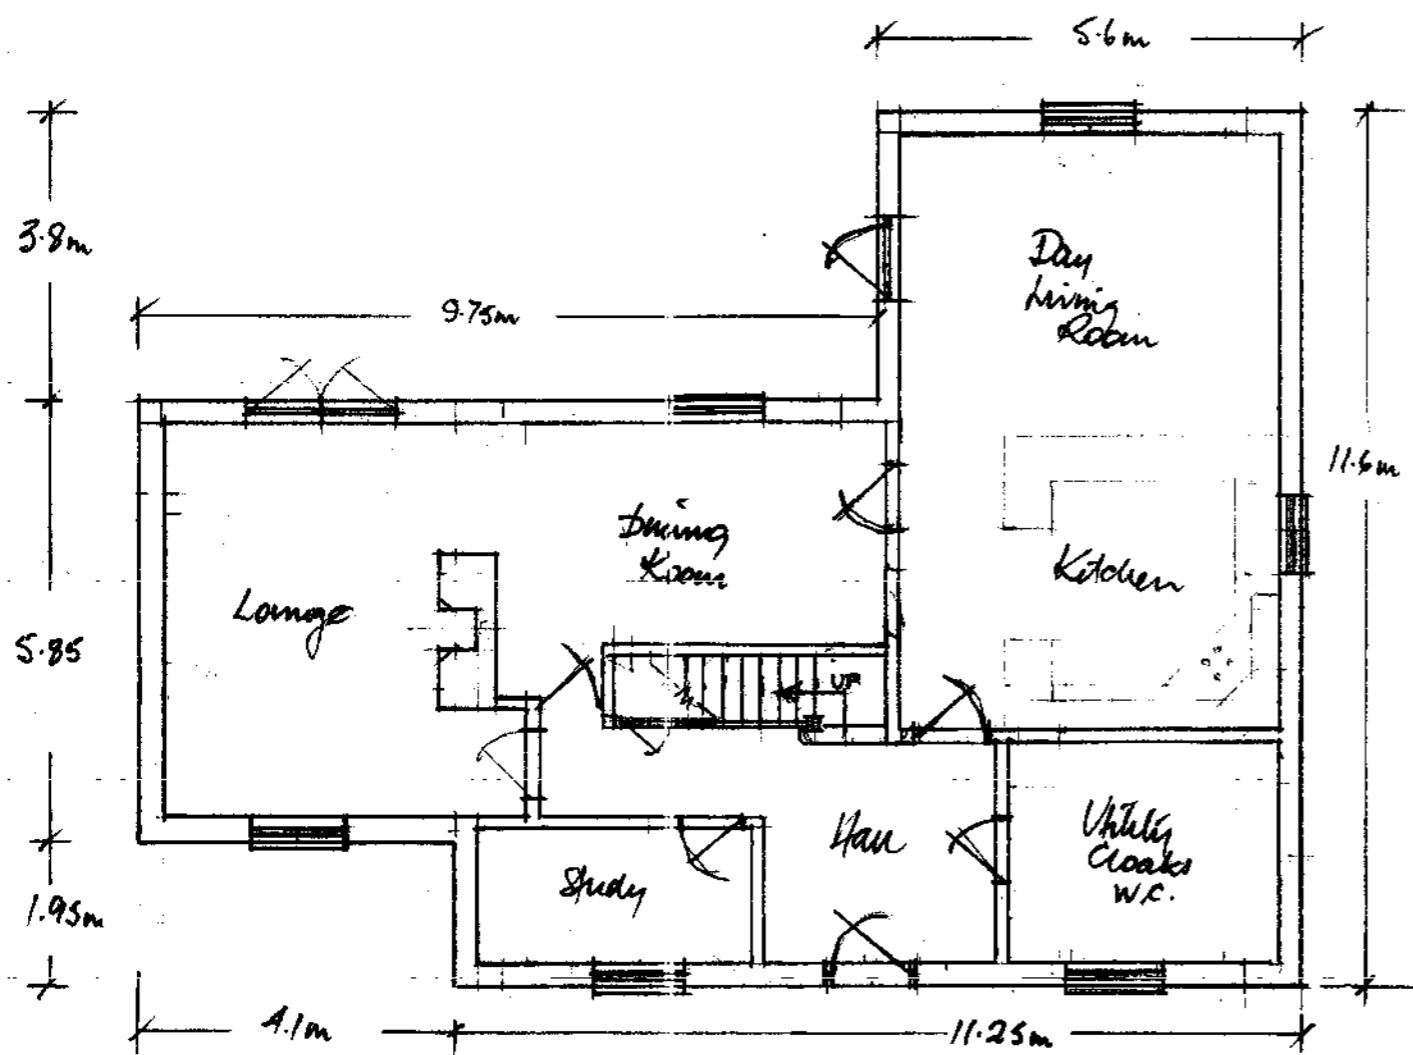 5.6m
3.8m
Day
Living
Room
9.75m
11.6m
Dining
Room
Kitchen
Lounge
5.85
UP
Utility
Cloaks
W.C.
Hall
Study
1.95m
4.1m
11.25m